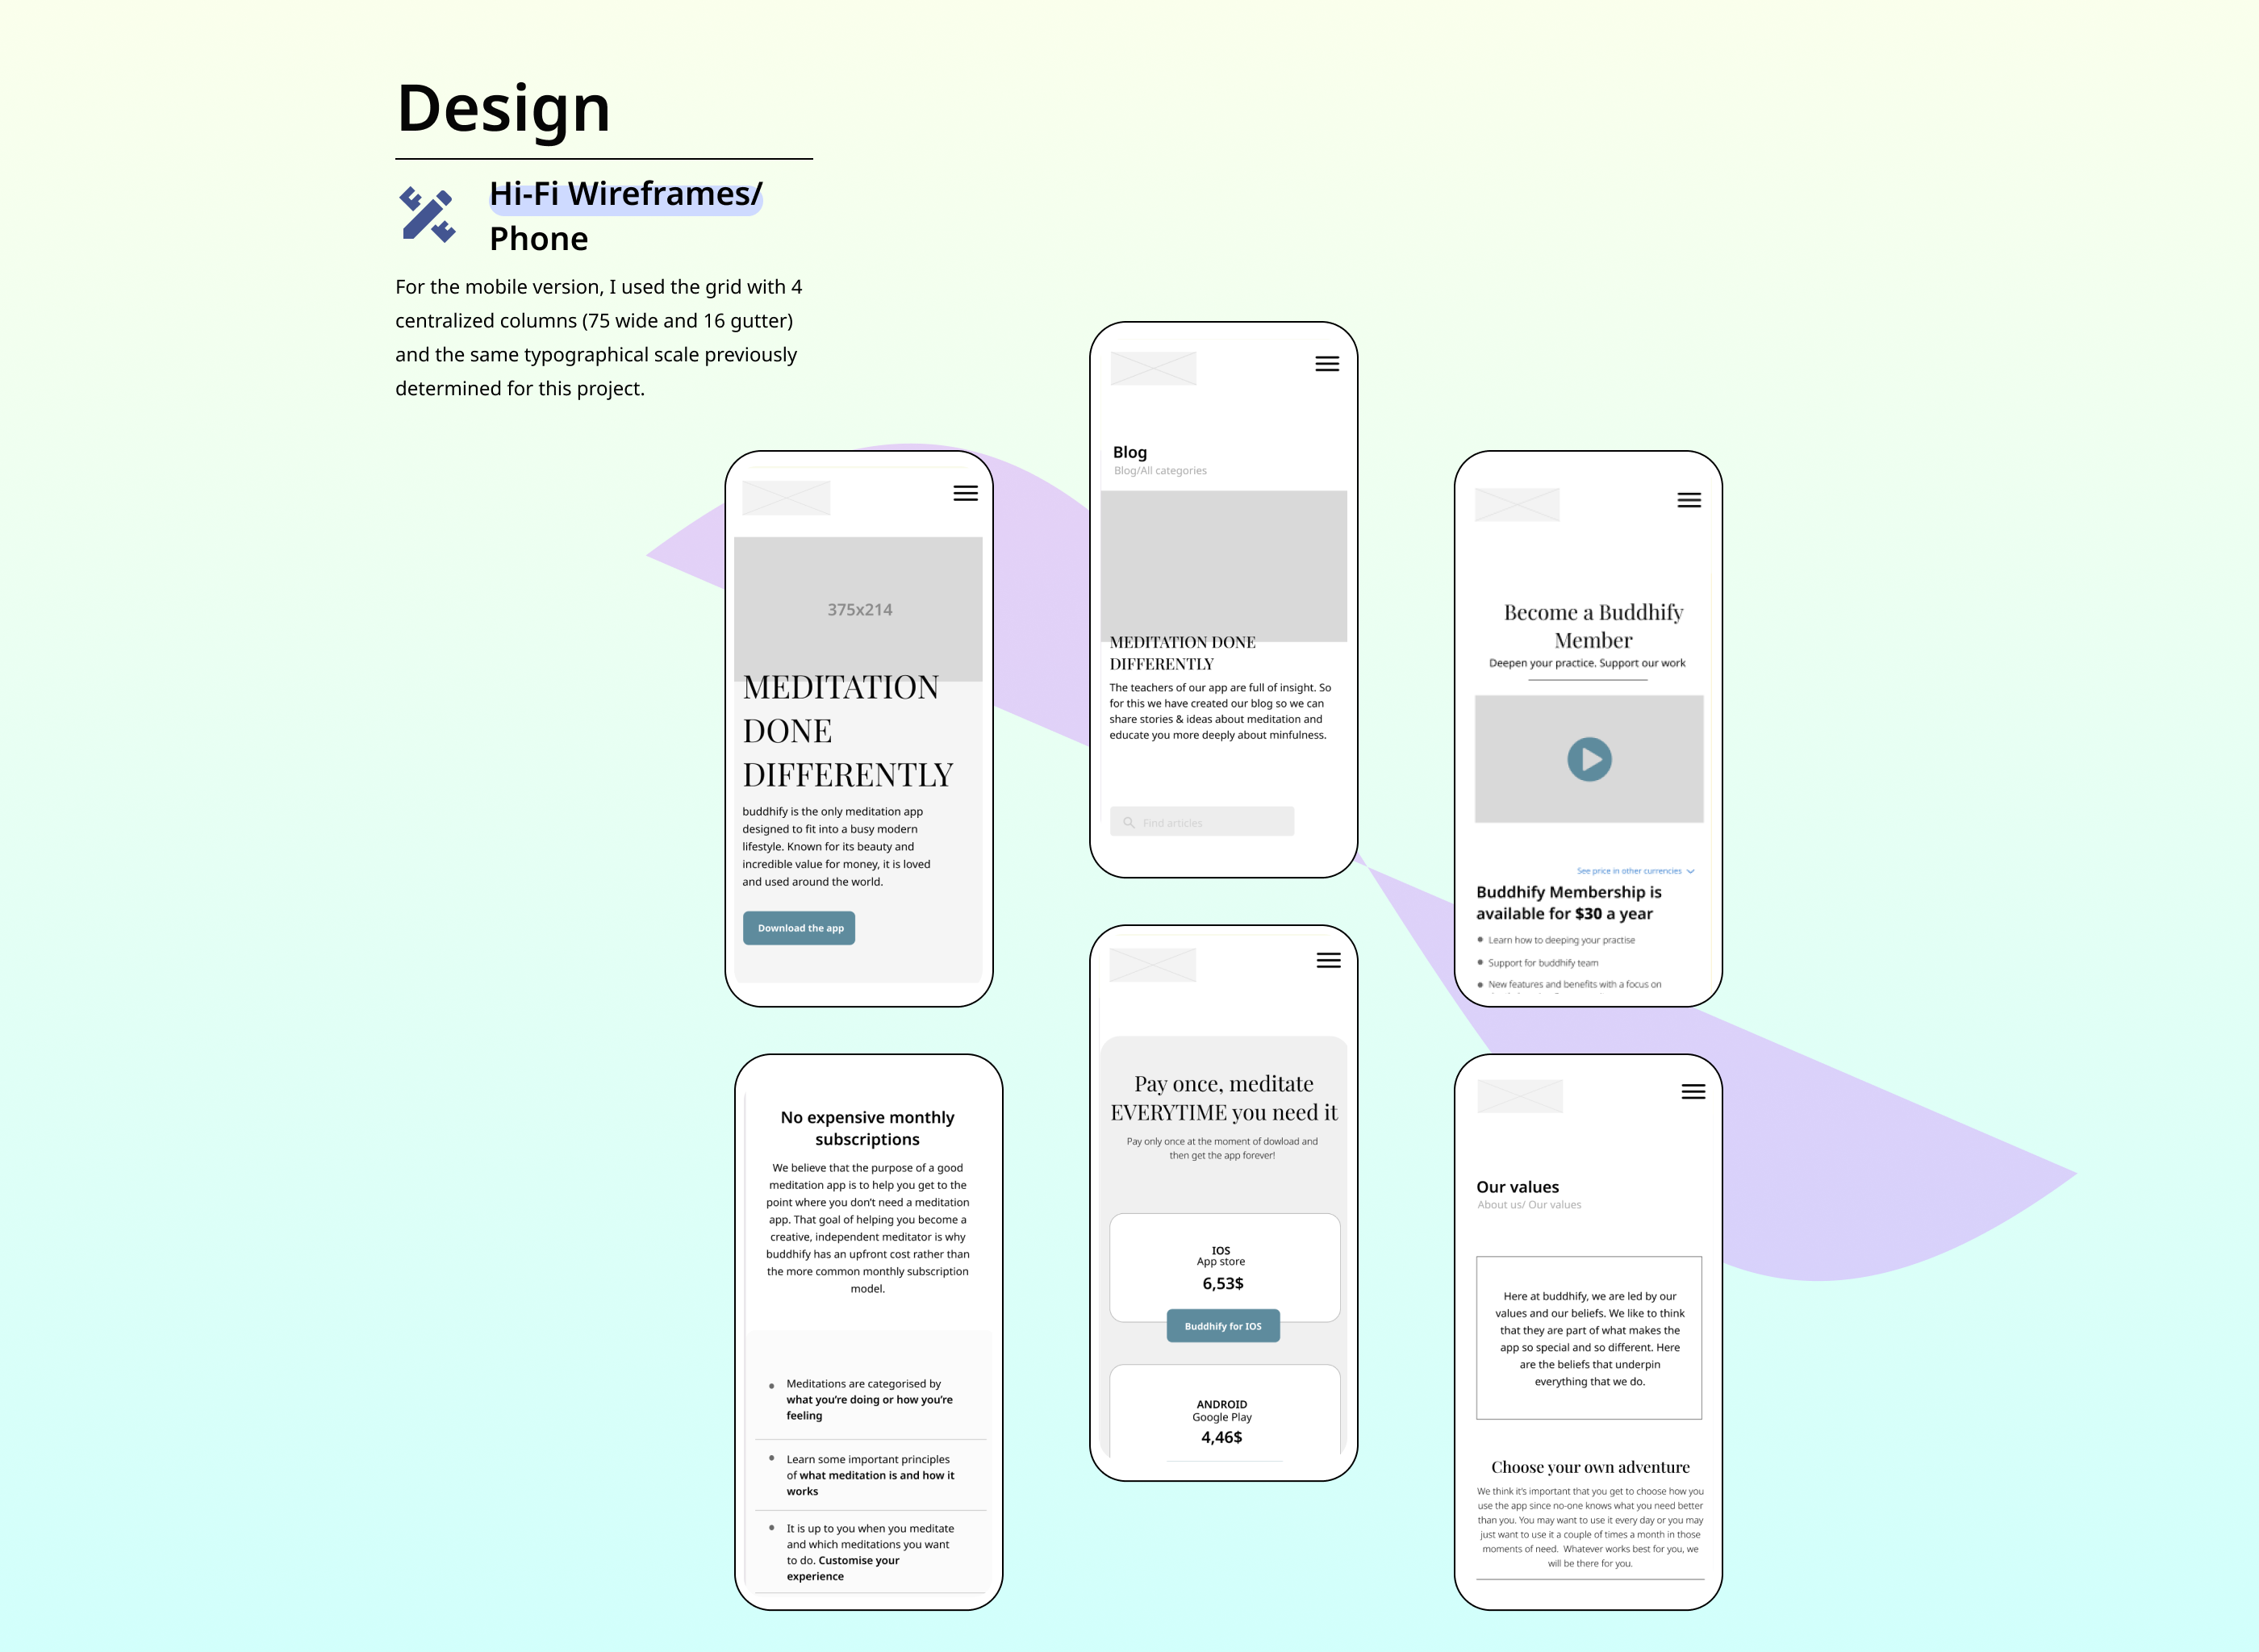 Design
Hi-Fi Wireframes/
Phone
For the mobile version, I used the grid with 4
centralized columns (75 wide and 16 gutter)
and the same typographical scale previously
determined for this project.
375x214
MEDITATION
DONE
DIFFERENTLY
buddhify is the only meditation app
designed to fit into a busy modern
lifestyle. Known for its beauty and
incredible value for money, it is loved
and used around the world.
Download the app
Blog
Blog/All categories
MEDITATION DONE
DIFFERENTLY
The teachers of our app are full of insight. So
for this we have created our blog so we can
share stories & ideas about meditation and
educate you more deeply about minfulness.
Find articles
Become a Buddhify
Member
Deepen your practice. Support our work
See price in other currencies
Buddhify Membership is
available for $30 a year
Learn how to deeping your practise
Support for buddhify team
New features and benefits with a focus on
No expensive monthly
subscriptions
We believe that the purpose of a good
meditation app is to help you get to the
point where you don't need a meditation
app. That goal of helping you become a
creative, independent meditator is why
buddhify has an upfront cost rather than
the more common monthly subscription
model.
Meditations are categorised by
what you're doing or how you're
feeling
Learn some important principles
of what meditation is and how it
works
It is up to you when you meditate
and which meditations you want
to do. Customise your
experience
Pay once, meditate
EVERYTIME you need it
Pay only once at the moment of dowload and
then get the app forever!
IOS
App store
6,53$
Buddhify for IOS
ANDROID
Google Play
4,46$
Our values
About us/ Our values
Here at buddhify, we are led by our
values and our beliefs. We like to think
that they are part of what makes the
app so special and so different. Here
are the beliefs that underpin
everything that we do.
Choose your own adventure
We think it's important that you get to choose how you
use the app since no-one knows what you need better
than you. You may want to use it every day or you may
just want to use it a couple of times a month in those
moments of need. Whatever works best for you, we
will be there for you.